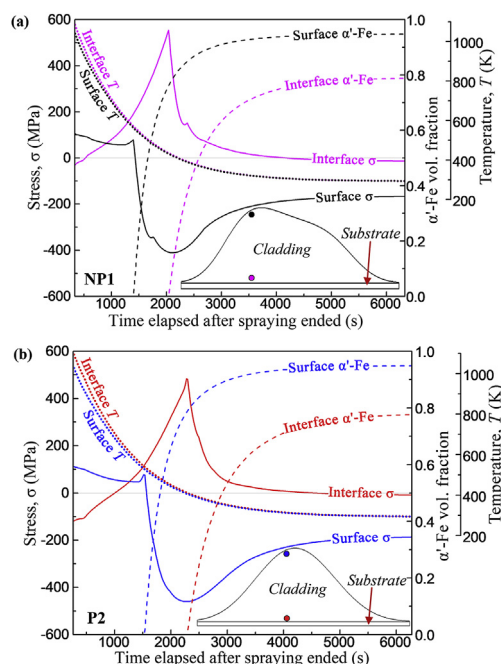 (a)
600
400
200
0
-200
-400
-600
Stress, σ (MPa)
Interface T
Surface T
Surface α'-Fe
Interface α'-Fe
Interface σ
Surface σ
Cladding
Substrate
NP1
1.0
0.8
0.6
0.4
0.2
0.0
α'-Fe vol. fraction
1000
800
600
400
200
Temperature, T (K)
1000 2000 3000 4000 5000 6000
Time elapsed after spraying ended (s)
(b)
600
400
200
0
-200
-400
-600
Stress, σ (MPa)
Interface T
Surface T
Surface α'-Fe
Interface α'-Fe
Interface σ
Surface σ
Cladding
Substrate
P2
1.0
0.8
0.6
0.4
0.2
0.0
α'-Fe vol. fraction
1000
800
600
400
200
Temperature, T (K)
1000 2000 3000 4000 5000 6000
Time elapsed after spraying ended (s)